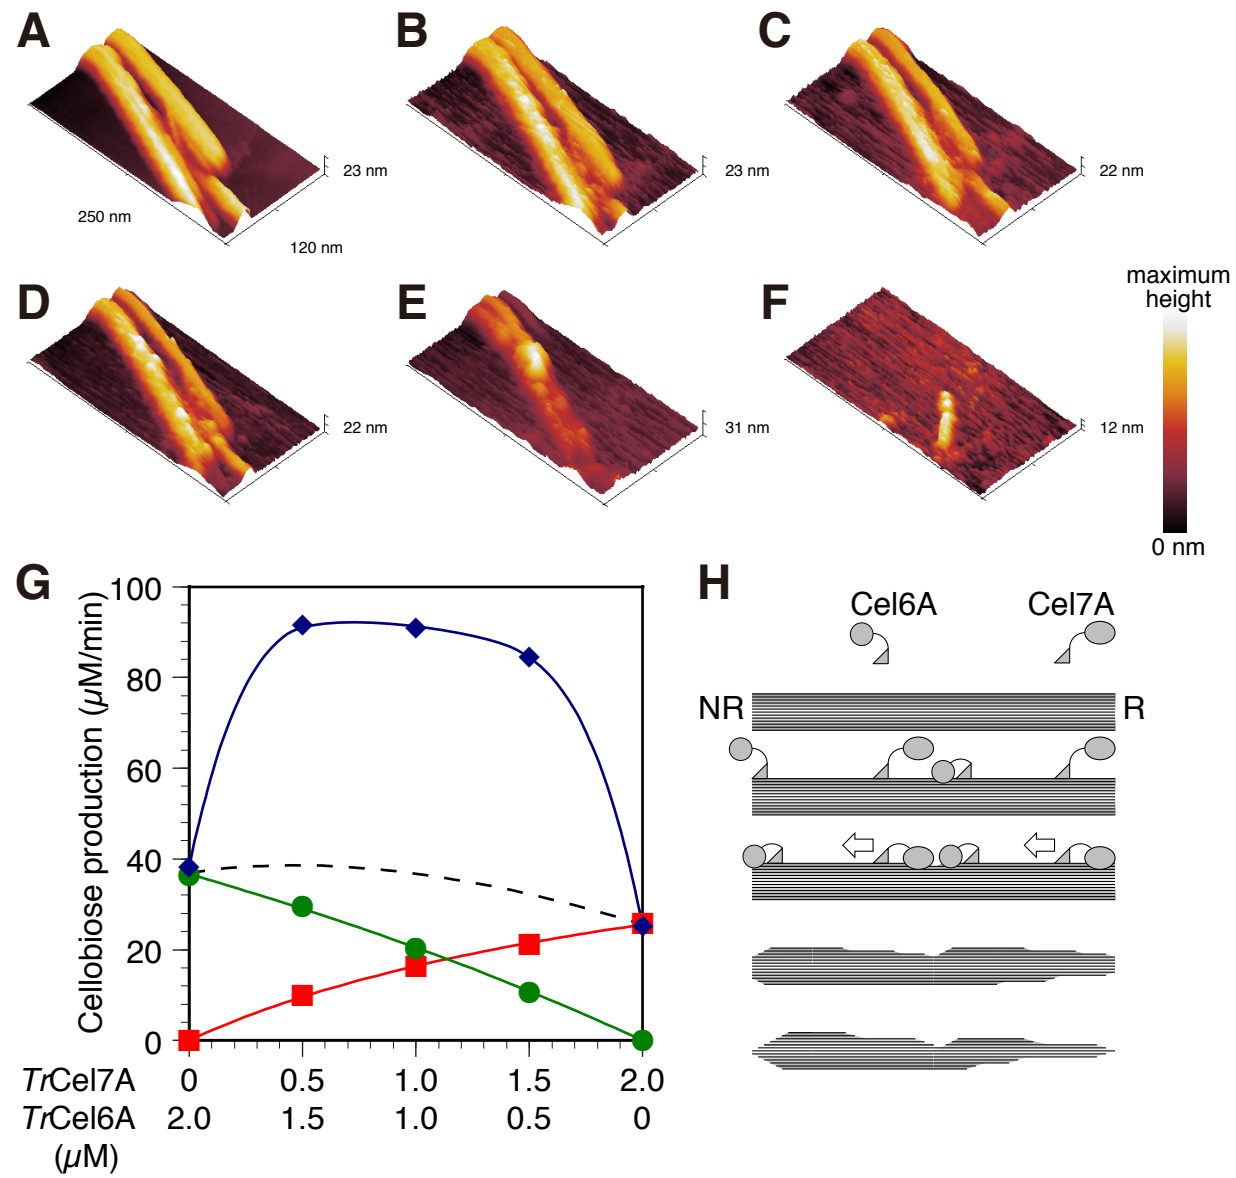 A
B
C
23 nm
23 nm
22 nm
250 nm
120 nm
D
E
F
maximum
height
22 nm
31 nm
12 nm
0 nm
G
Cellobiose production (µM/min)
100
80
60
40
20
0
TrCel7A 0 0.5 1.0 1.5 2.0
TrCel6A 2.0 1.5 1.0 0.5 0
(µM)
H
Cel6A Cel7A
NR R